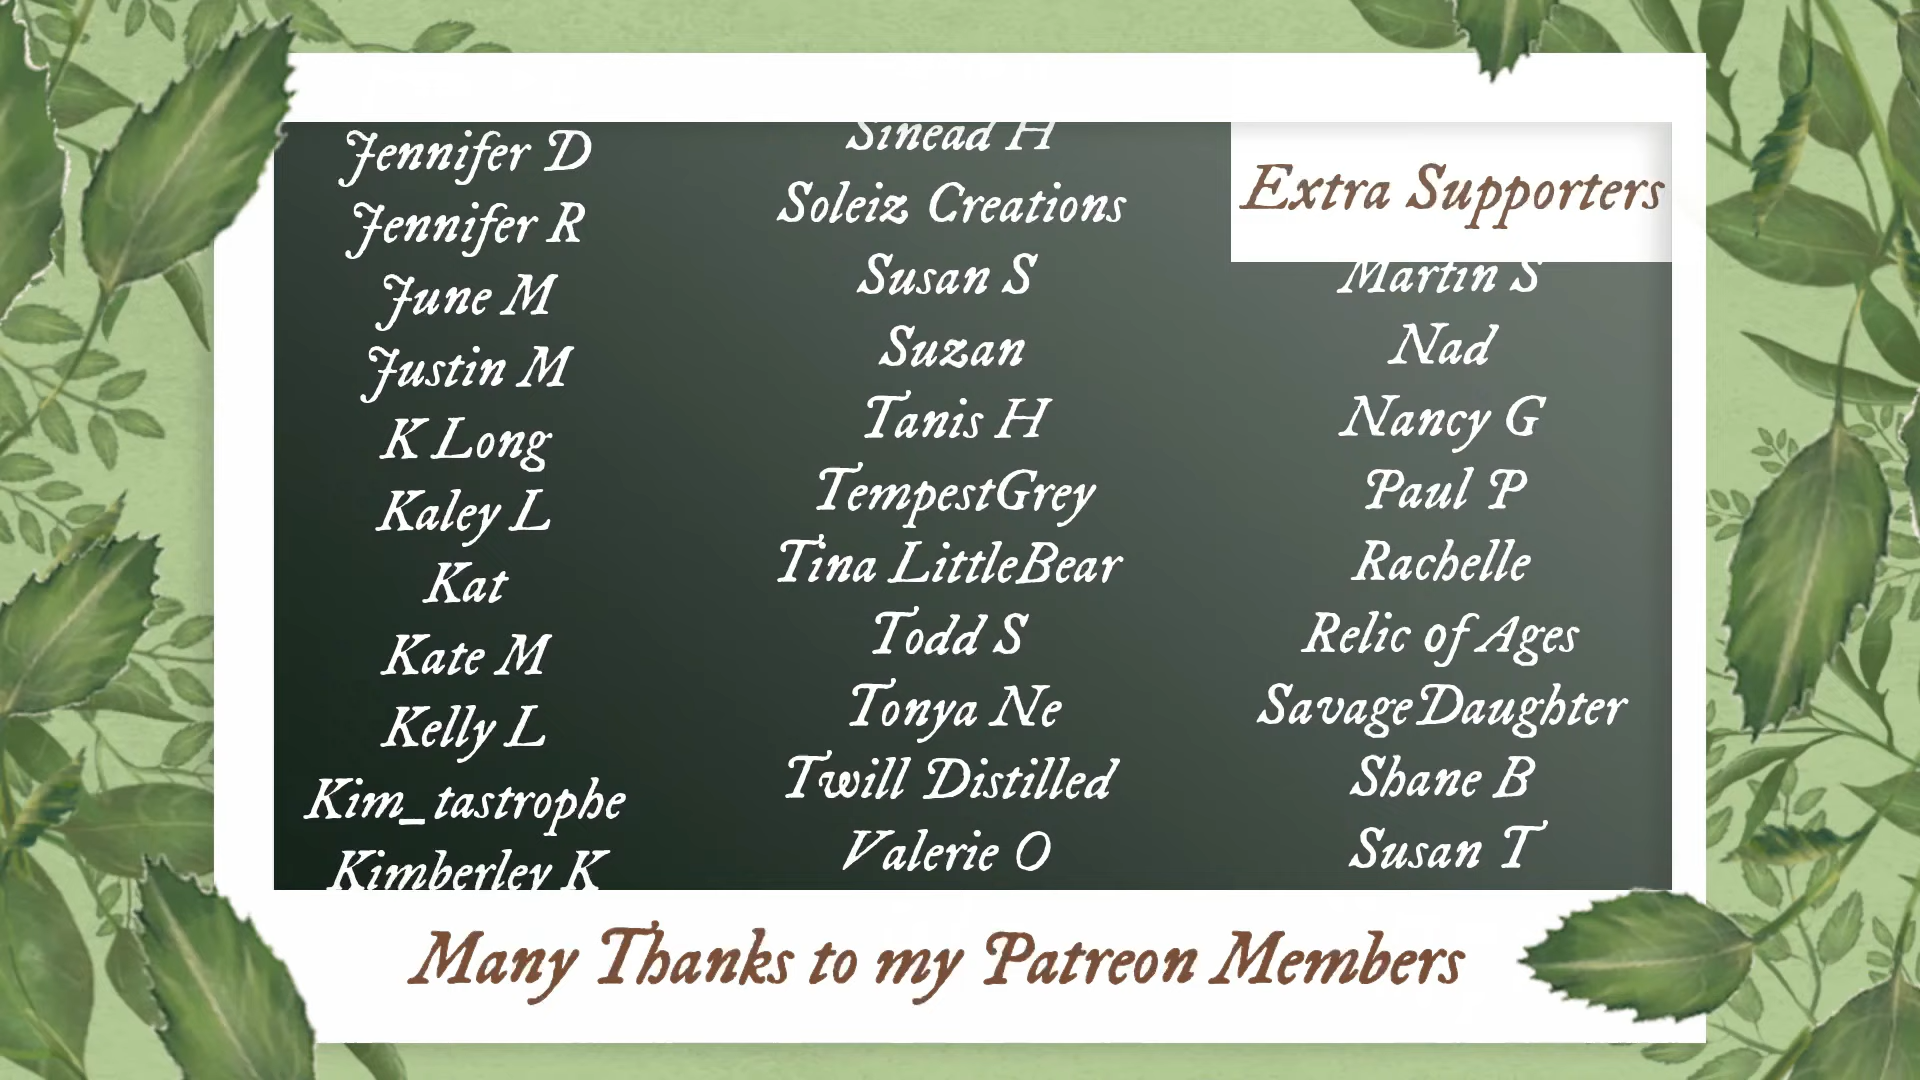 Jennifer D
Jennifer R
June M
Justin M
K Long
Kaley L
Kat
Kate M
Kelly L
Kim_tastrophe
Kimberley K
Sinead H
Soleiz Creations
Susan S
Suzan
Tanis H
TempestGrey
Tina LittleBear
Todd S
Tonya Ne
Twill Distilled
Valerie O
Extra Supporters
Martin S
Nad
Nancy G
Paul P
Rachelle
Relic of Ages
SavageDaughter
Shane B
Susan T
Many Thanks to my Patreon Members